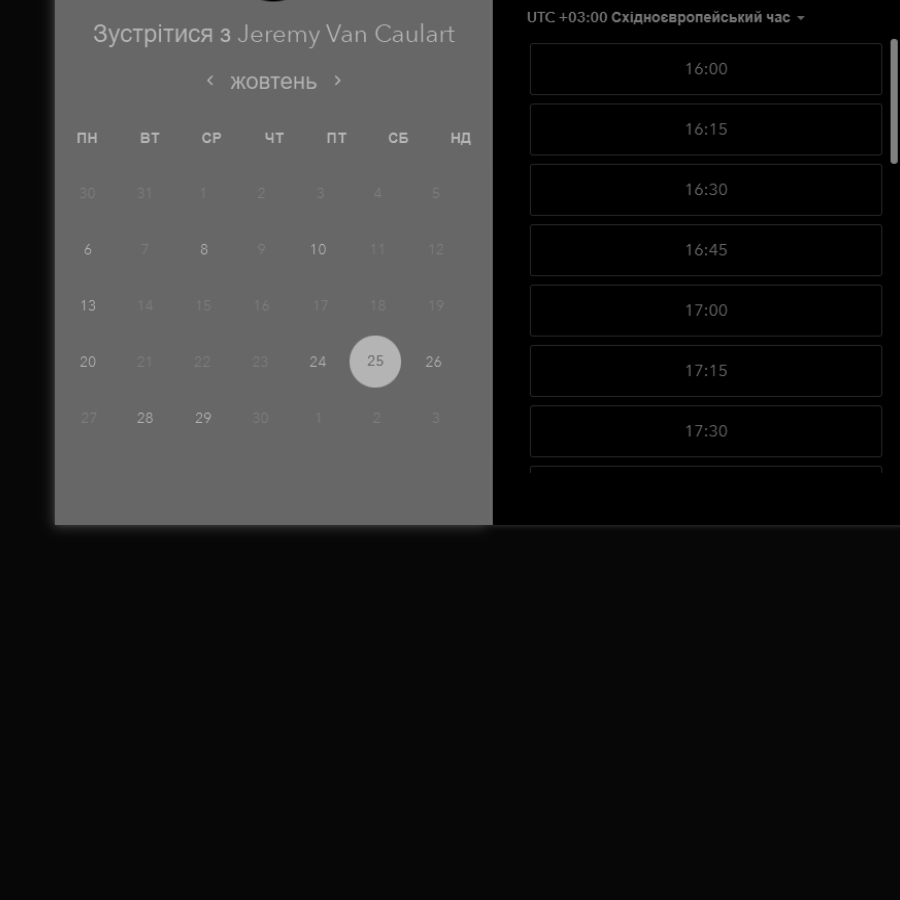 Зустрітися з Jeremy Van Caulart
жовтень
ПН ВТ СР ЧТ ПТ СБ НД
30 31 1 2 3 4 5
6 7 8 9 10 11 12
13 14 15 16 17 18 19
20 21 22 23 24 25 26
27 28 29 30 1 2 3
UTC +03:00 Східноєвропейський час
16:00
16:15
16:30
16:45
17:00
17:15
17:30